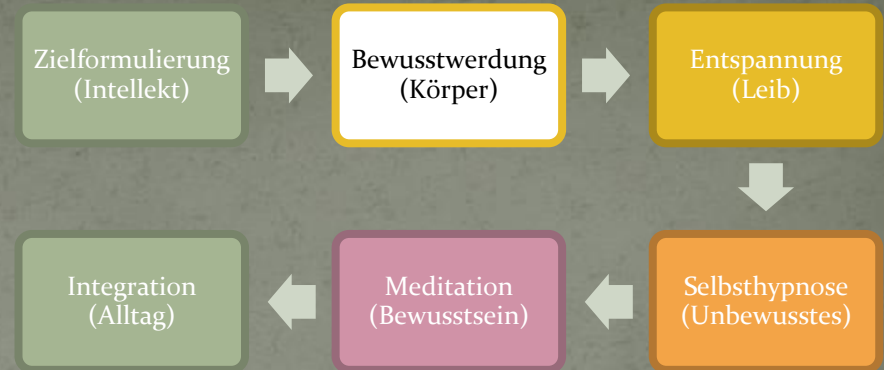 Zielformulierung
(Intellekt)
Bewusstwerdung
(Körper)
Entspannung
(Leib)
Selbsthypnose
(Unbewusstes)
Meditation
(Bewusstsein)
Integration
(Alltag)